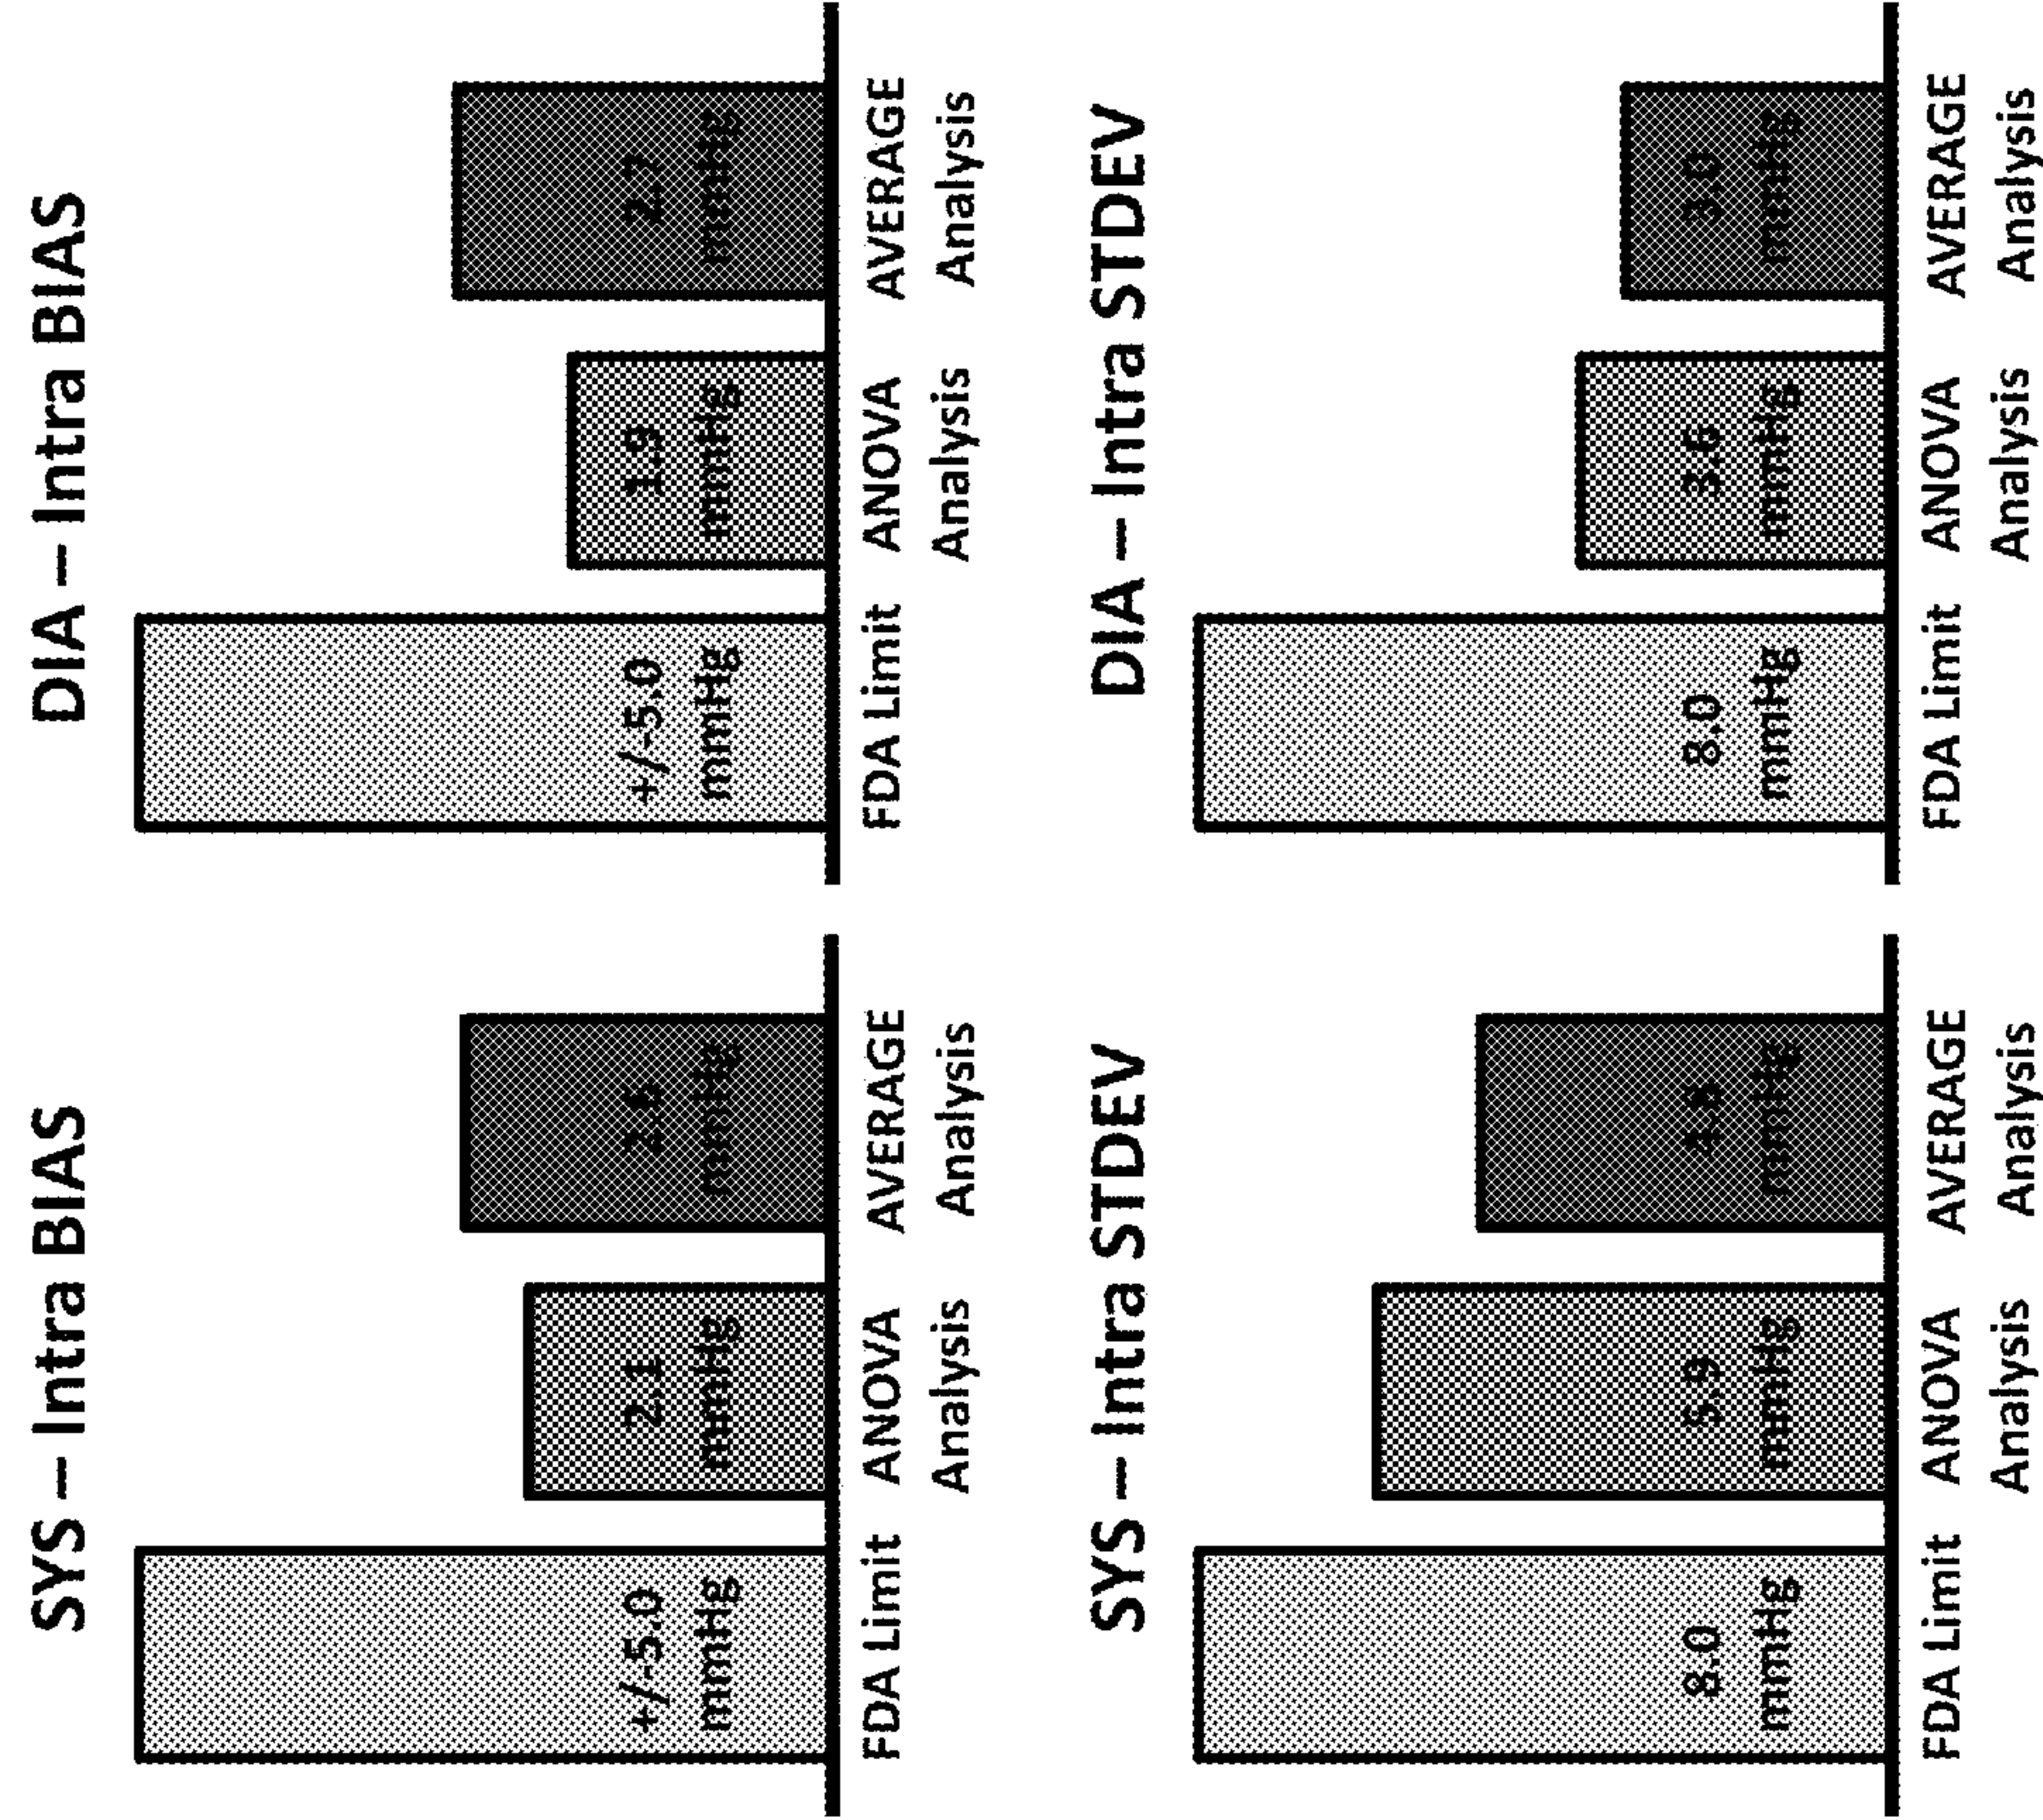 SYS – Intra BIAS
+/-5.0
mmHg
2.1
mmHg
2.6
mmHg
FDA Limit
ANOVA
Analysis
AVERAGE
Analysis
DIA – Intra BIAS
+/-5.0
mmHg
1.9
mmHg
2.7
mmHg
FDA Limit
ANOVA
Analysis
AVERAGE
Analysis
SYS – Intra STDEV
8.0
mmHg
5.9
mmHg
4.8
mmHg
FDA Limit
ANOVA
Analysis
AVERAGE
Analysis
DIA – Intra STDEV
8.0
mmHg
3.6
mmHg
3.0
mmHg
FDA Limit
ANOVA
Analysis
AVERAGE
Analysis